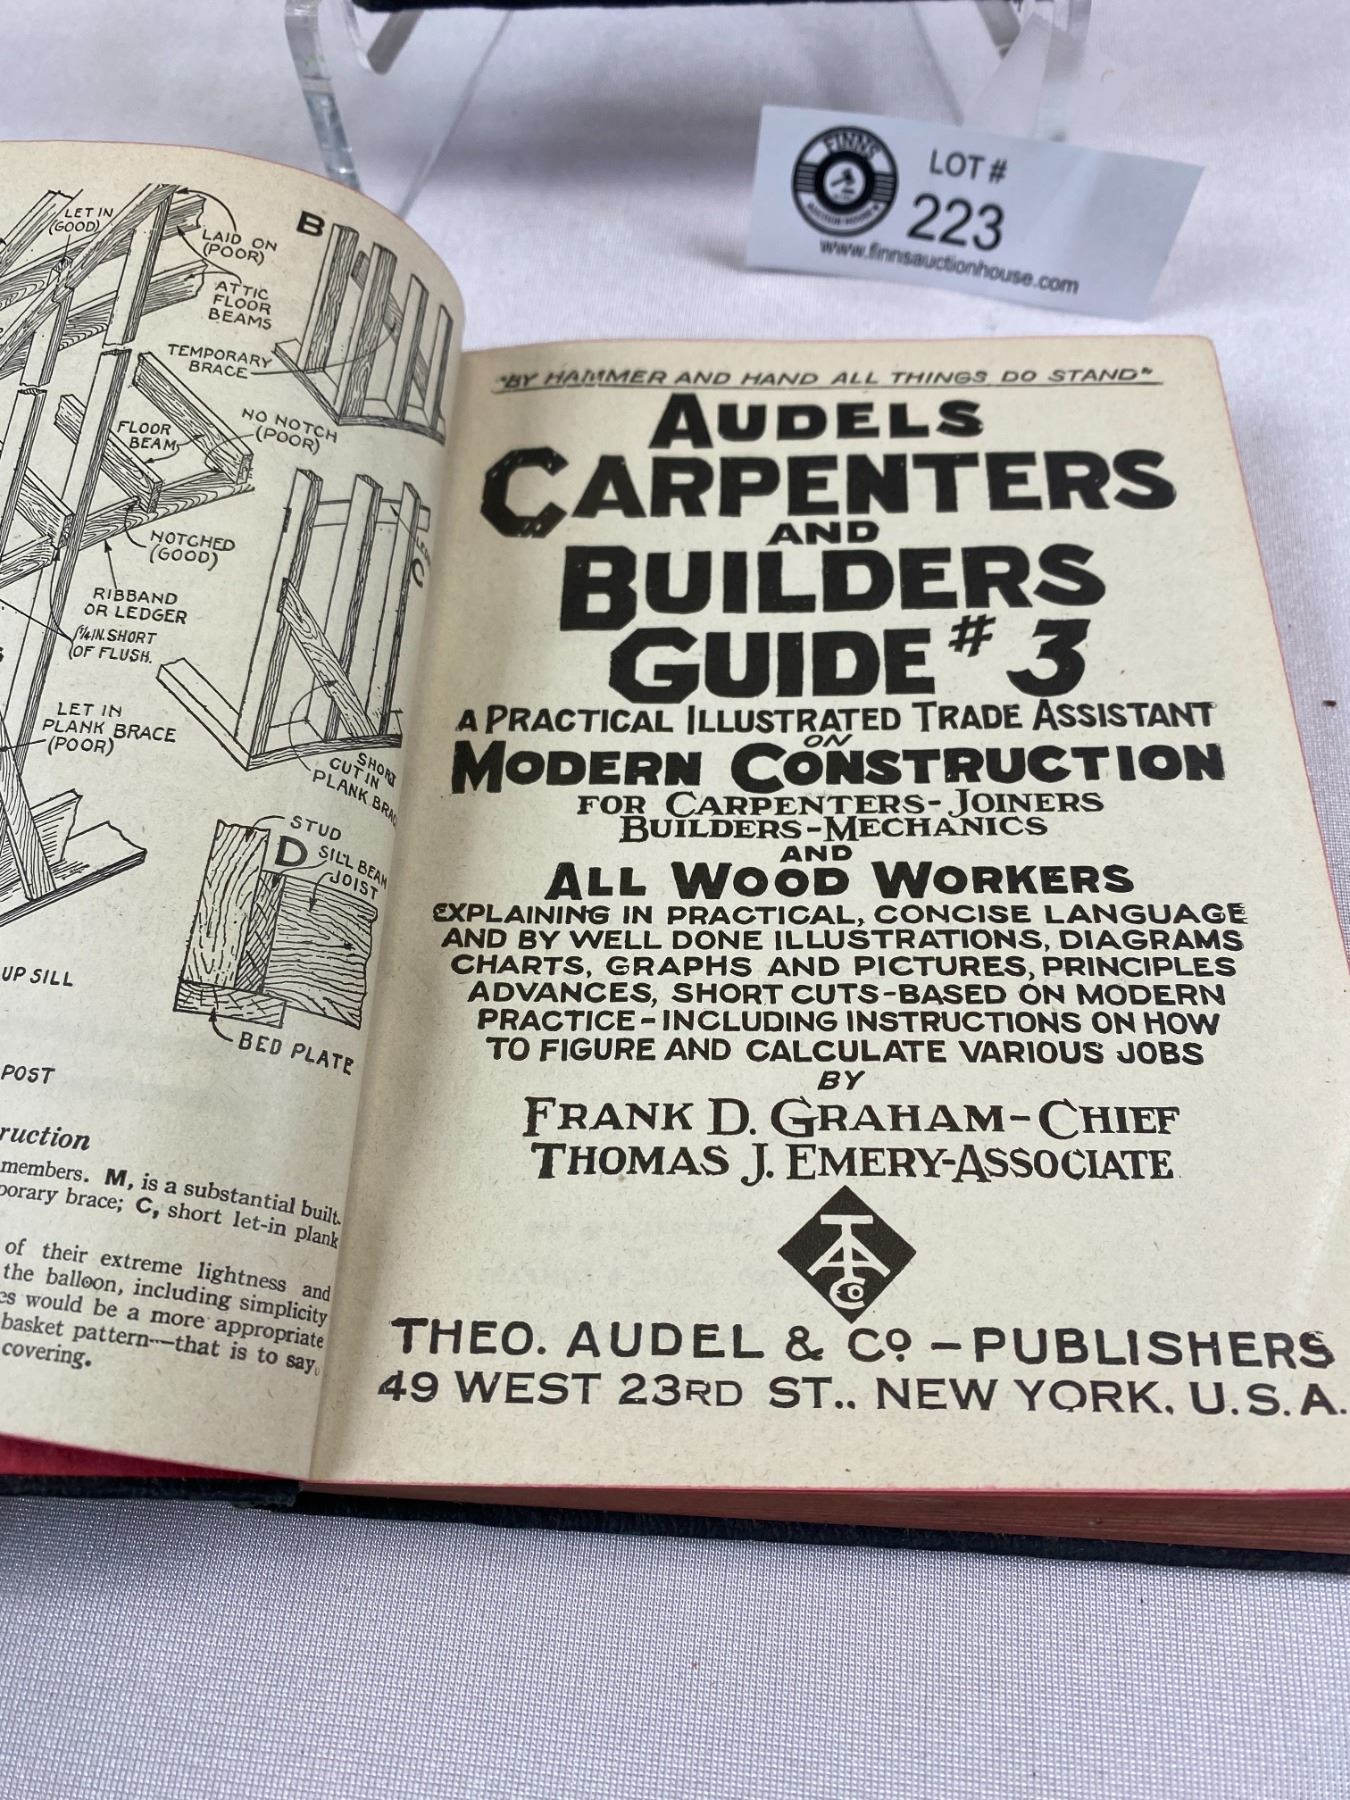 FINNS
AUCTION HOUSE
LOT #
223
www.finnsauctionhouse.com
LET IN
(GOOD)
LAID ON
(POOR)
ATTIC
FLOOR
BEAMS
B
TEMPORARY
BRACE
NO NOTCH
(POOR)
FLOOR
BEAM
NOTCHED
(GOOD)
RIBBAND
OR LEDGER
¼ IN. SHORT
OF FLUSH.
LET IN
PLANK BRACE
(POOR)
C
SHORT
CUT IN
PLANK BRAC
STUD
D
SILL BEAM
JOIST
UP SILL
BED PLATE
POST
ruction
members. M, is a substantial built-
porary brace; C, short let-in plank
of their extreme lightness and
the balloon, including simplicity
es would be a more appropriate
basket pattern—that is to say,
covering.
"BY HAMMER AND HAND ALL THINGS DO STAND"
AUDELS
CARPENTERS
AND
BUILDERS
GUIDE # 3
A PRACTICAL ILLUSTRATED TRADE ASSISTANT
ON
MODERN CONSTRUCTION
FOR CARPENTERS-JOINERS
BUILDERS-MECHANICS
AND
ALL WOOD WORKERS
EXPLAINING IN PRACTICAL, CONCISE LANGUAGE
AND BY WELL DONE ILLUSTRATIONS, DIAGRAMS
CHARTS, GRAPHS AND PICTURES, PRINCIPLES
ADVANCES, SHORT CUTS-BASED ON MODERN
PRACTICE-INCLUDING INSTRUCTIONS ON HOW
TO FIGURE AND CALCULATE VARIOUS JOBS
BY
FRANK D. GRAHAM-CHIEF
THOMAS J. EMERY-ASSOCIATE
TA Co
THEO. AUDEL & Co. - PUBLISHERS
49 WEST 23RD ST., NEW YORK, U.S.A.